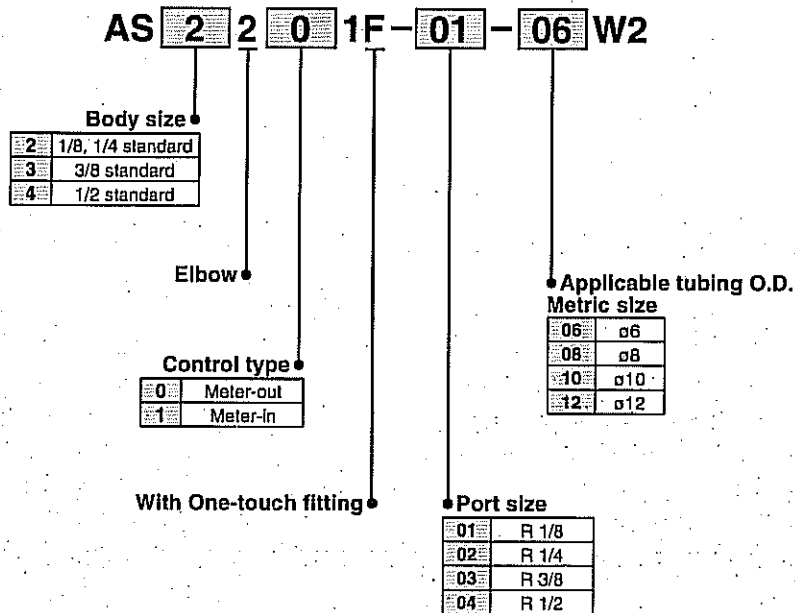 AS 2 2 0 1F - 01 - 06 W2
Body size
2 1/8, 1/4 standard
3 3/8 standard
4 1/2 standard
Elbow
Applicable tubing O.D.
Metric size
06 ø6
08 ø8
10 ø10
12 ø12
Control type
0 Meter-out
1 Meter-in
With One-touch fitting
Port size
01 R 1/8
02 R 1/4
03 R 3/8
04 R 1/2